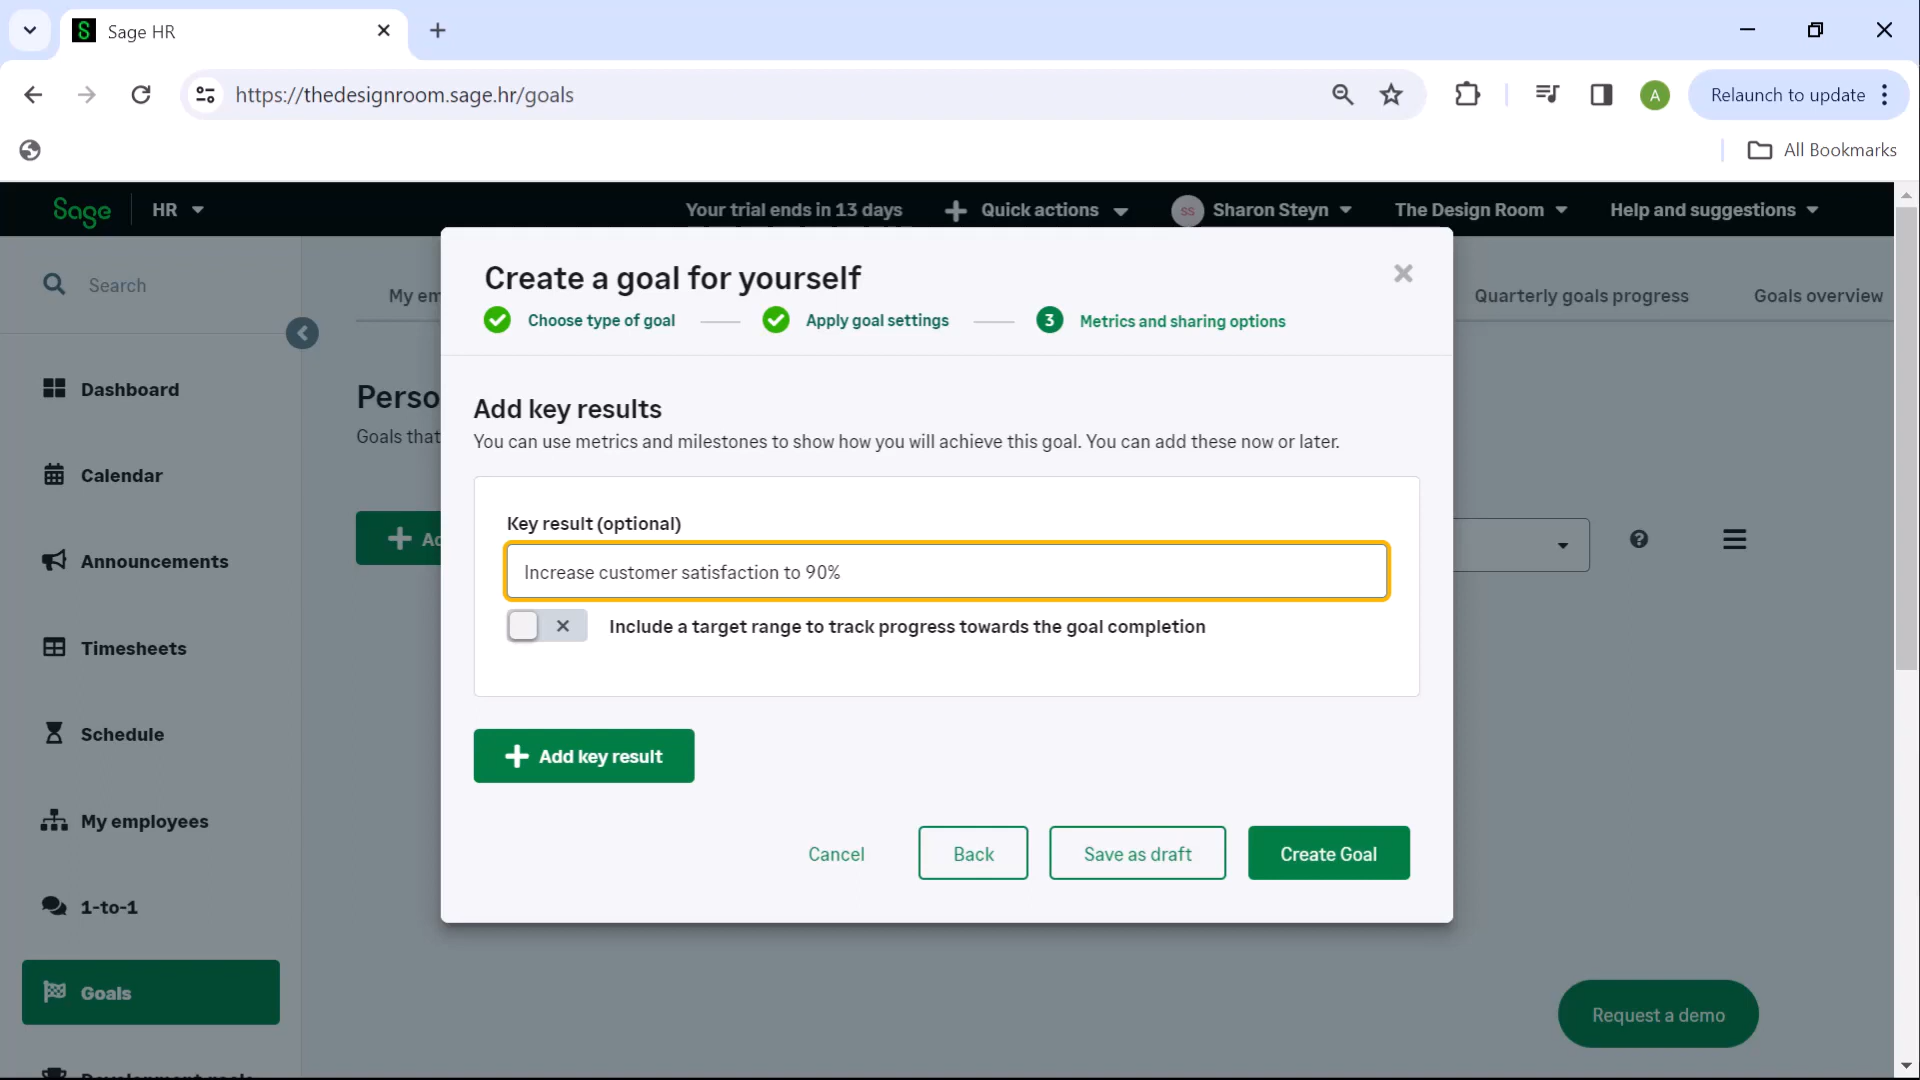 Sage HR
https://thedesignroom.sage.hr/goals
A
Relaunch to update
All Bookmarks
Sage
HR
Your trial ends in 13 days
Quick actions
SS
Sharon Steyn
The Design Room
Help and suggestions
Search
My em
Quarterly goals progress
Goals overview
Create a goal for yourself
Choose type of goal
Apply goal settings
3
Metrics and sharing options
Dashboard
Calendar
Announcements
Timesheets
Schedule
My employees
1-to-1
Goals
Perso
Goals that
Ac
Add key results
You can use metrics and milestones to show how you will achieve this goal. You can add these now or later.
Key result (optional)
Increase customer satisfaction to 90%
Include a target range to track progress towards the goal completion
Add key result
Cancel
Back
Save as draft
Create Goal
Request a demo